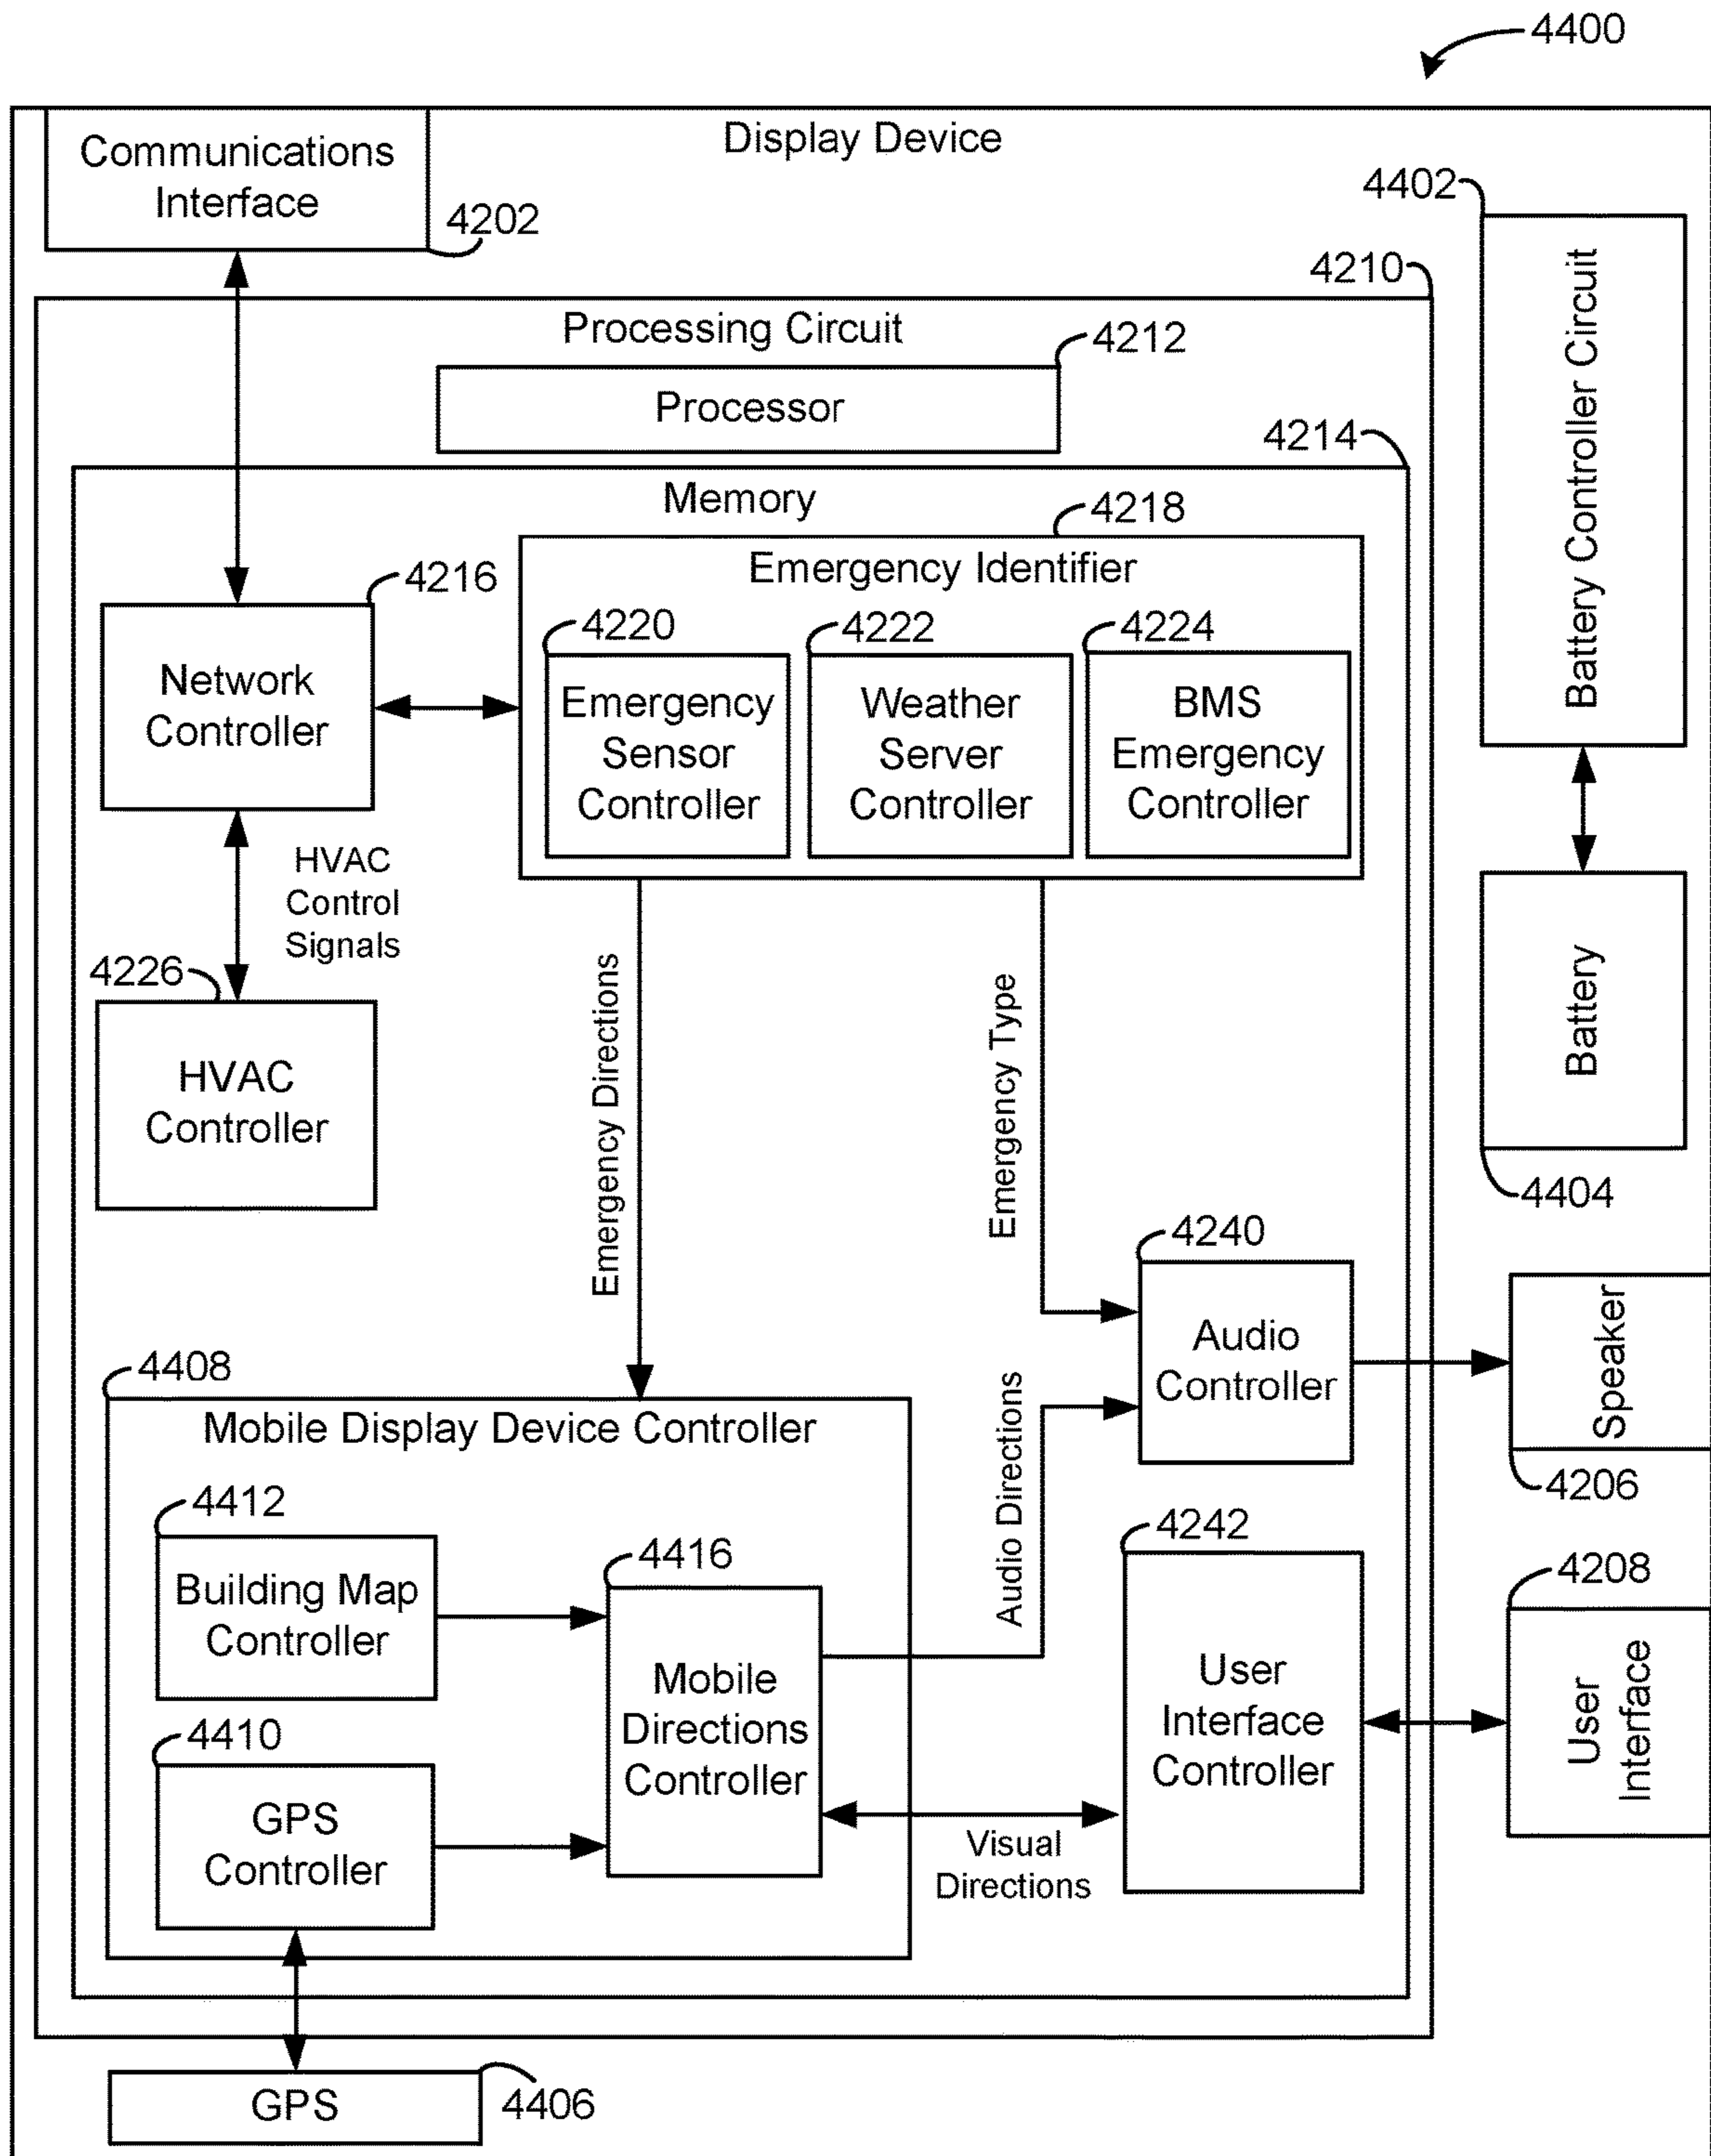 4400
Display Device
Communications
Interface
4202
4402
Battery Controller Circuit
4210
Processing Circuit
4212
Processor
4214
Memory
4218
Emergency Identifier
4216
Network
Controller
4220
Emergency
Sensor
Controller
4222
Weather
Server
Controller
4224
BMS
Emergency
Controller
HVAC
Control
Signals
4226
HVAC
Controller
Emergency Directions
Emergency Type
Battery
4404
4240
Audio
Controller
Speaker
4206
4408
Mobile Display Device Controller
4412
Building Map
Controller
4416
Mobile
Directions
Controller
4410
GPS
Controller
Audio Directions
Visual
Directions
4242
User
Interface
Controller
4208
User
Interface
GPS
4406